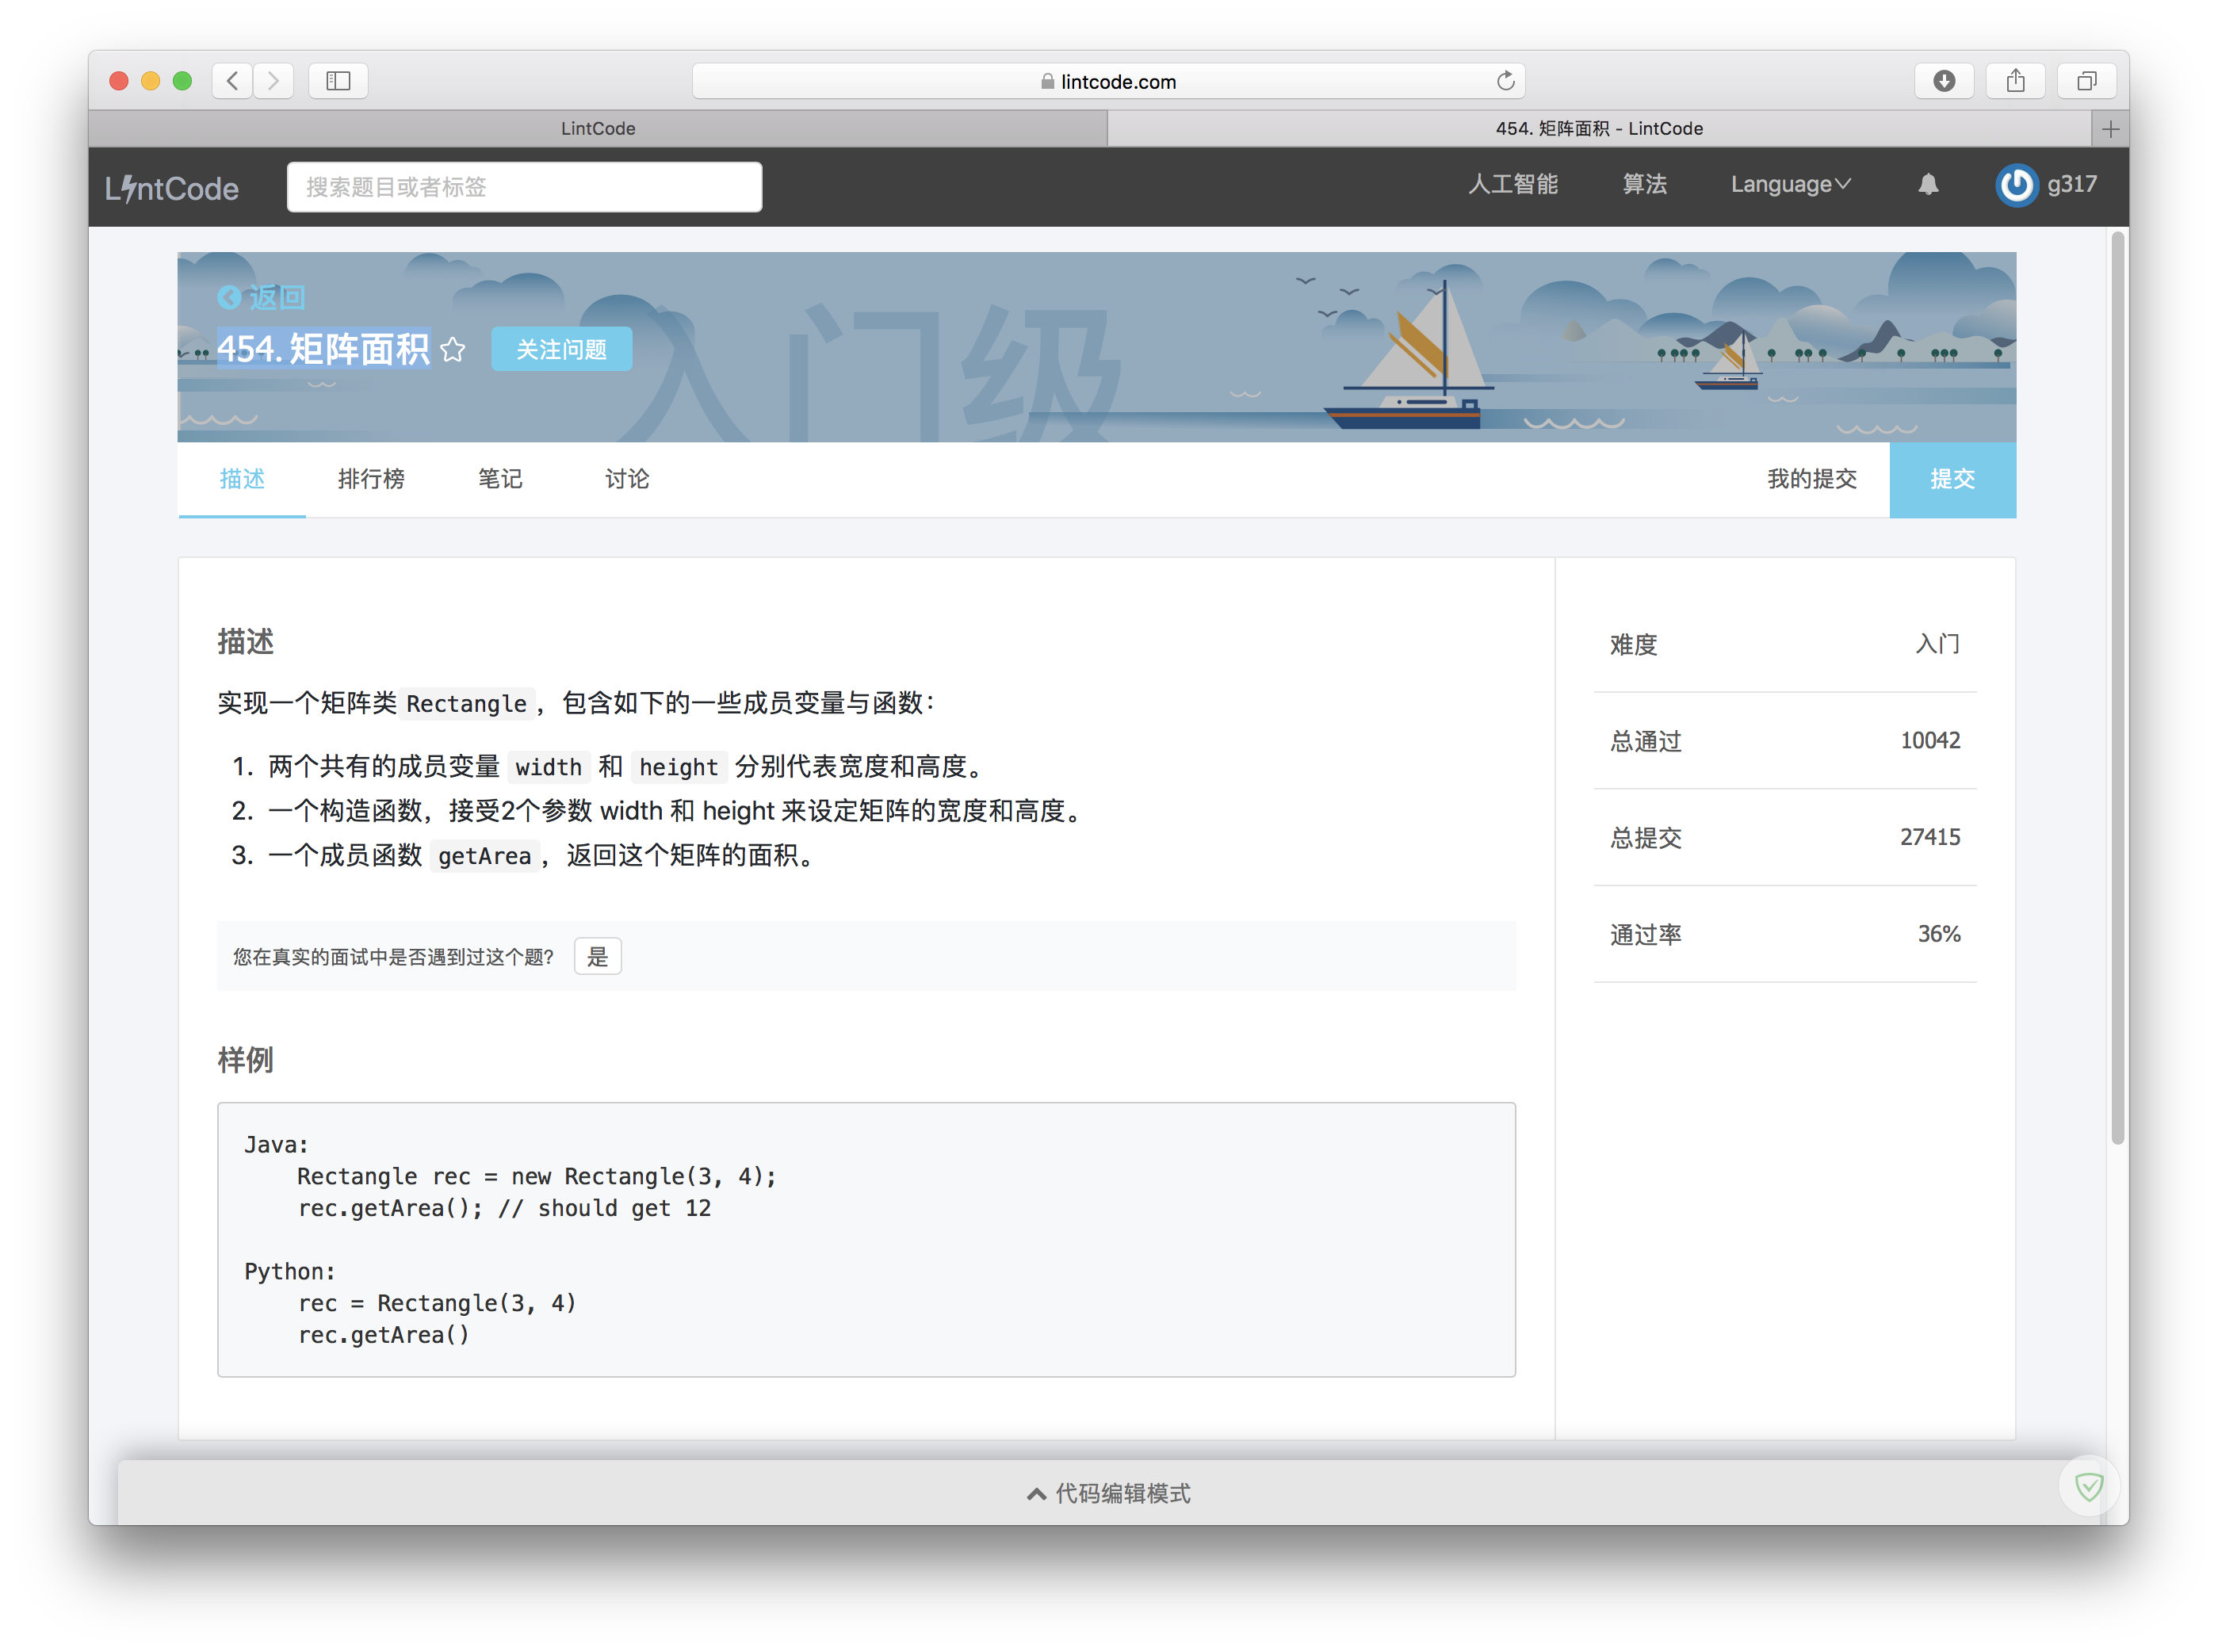 lintcode.com
LintCode
454. 矩阵面积 - LintCode
LintCode
搜索题目或者标签
人工智能
算法
Language
g317
返回
454. 矩阵面积
关注问题
入门级
描述
排行榜
笔记
讨论
我的提交
提交
描述
实现一个矩阵类 Rectangle ，包含如下的一些成员变量与函数：
1. 两个共有的成员变量 width 和 height 分别代表宽度和高度。
2. 一个构造函数，接受2个参数 width 和 height 来设定矩阵的宽度和高度。
3. 一个成员函数 getArea ，返回这个矩阵的面积。
您在真实的面试中是否遇到过这个题?
是
样例
Java:
    Rectangle rec = new Rectangle(3, 4);
    rec.getArea(); // should get 12
Python:
    rec = Rectangle(3, 4)
    rec.getArea()
难度 入门
总通过 10042
总提交 27415
通过率 36%
代码编辑模式